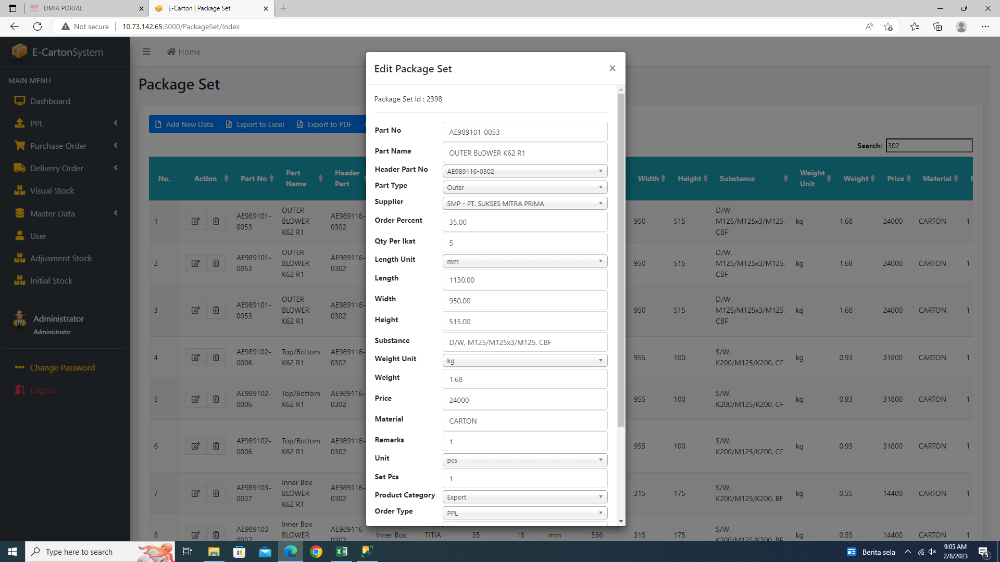 DMIA PORTAL
E-Carton | Package Set
Not secure
10.73.142.65:3000/PackageSet/Index
E-CartonSystem
MAIN MENU
Dashboard
PPL
Purchase Order
Delivery Order
Visual Stock
Master Data
User
Adjusment Stock
Initial Stock
Administrator
Administrator
Change Password
Logout
Home
Package Set
Add New Data
Export to Excel
Export to PDF
Search:
302
No.
Action
Part No
Part
Name
Header
Part
Width
Height
Substance
Weight
Unit
Weight
Price
Material
1
AE989101-
0053
OUTER
BLOWER
K62 R1
AE989116-
0302
950
515
D/W,
M125/M125x3/M125,
CBF
kg
1.68
24000
CARTON
1
2
AE989101-
0053
OUTER
BLOWER
K62 R1
AE989116-
0302
950
515
D/W,
M125/M125x3/M125,
CBF
kg
1.68
24000
CARTON
1
3
AE989101-
0053
OUTER
BLOWER
K62 R1
AE989116-
0302
950
515
D/W,
M125/M125x3/M125,
CBF
kg
1.68
24000
CARTON
1
4
AE989102-
0006
Top/Bottom
K62 R1
AE989116-
0302
955
100
S/W,
K200/M125/K200, CF
kg
0.93
31800
CARTON
1
5
AE989102-
0006
Top/Bottom
K62 R1
AE989116-
0302
955
100
S/W,
K200/M125/K200, CF
kg
0.93
31800
CARTON
1
6
AE989102-
0006
Top/Bottom
K62 R1
AE989116-
0302
955
100
S/W,
K200/M125/K200, CF
kg
0.93
31800
CARTON
1
7
AE989103-
0037
Inner Box
BLOWER
K62 R1
AE989116-
0302
315
175
S/W,
K200/M125/K200, BF
kg
0.55
14400
CARTON
1
8
AE989103-
0037
Inner Box
BLOWER
AE989116-
0302
Inner Box
TITIA
35
18
mm
556
315
175
S/W,
K200/M125/K200, BF
kg
0.55
14400
CARTON
1
Edit Package Set
Package Set Id : 2398
Part No
AE989101-0053
Part Name
OUTER BLOWER K62 R1
Header Part No
AE989116-0302
Part Type
Outer
Supplier
SMP - PT. SUKSES MITRA PRIMA
Order Percent
35.00
Qty Per Ikat
5
Length Unit
mm
Length
1130.00
Width
950.00
Height
515.00
Substance
D/W, M125/M125x3/M125, CBF
Weight Unit
kg
Weight
1.68
Price
24000
Material
CARTON
Remarks
1
Unit
pcs
Set Pcs
1
Product Category
Export
Order Type
PPL
Type here to search
Berita sela
9:05 AM
2/8/2023
5